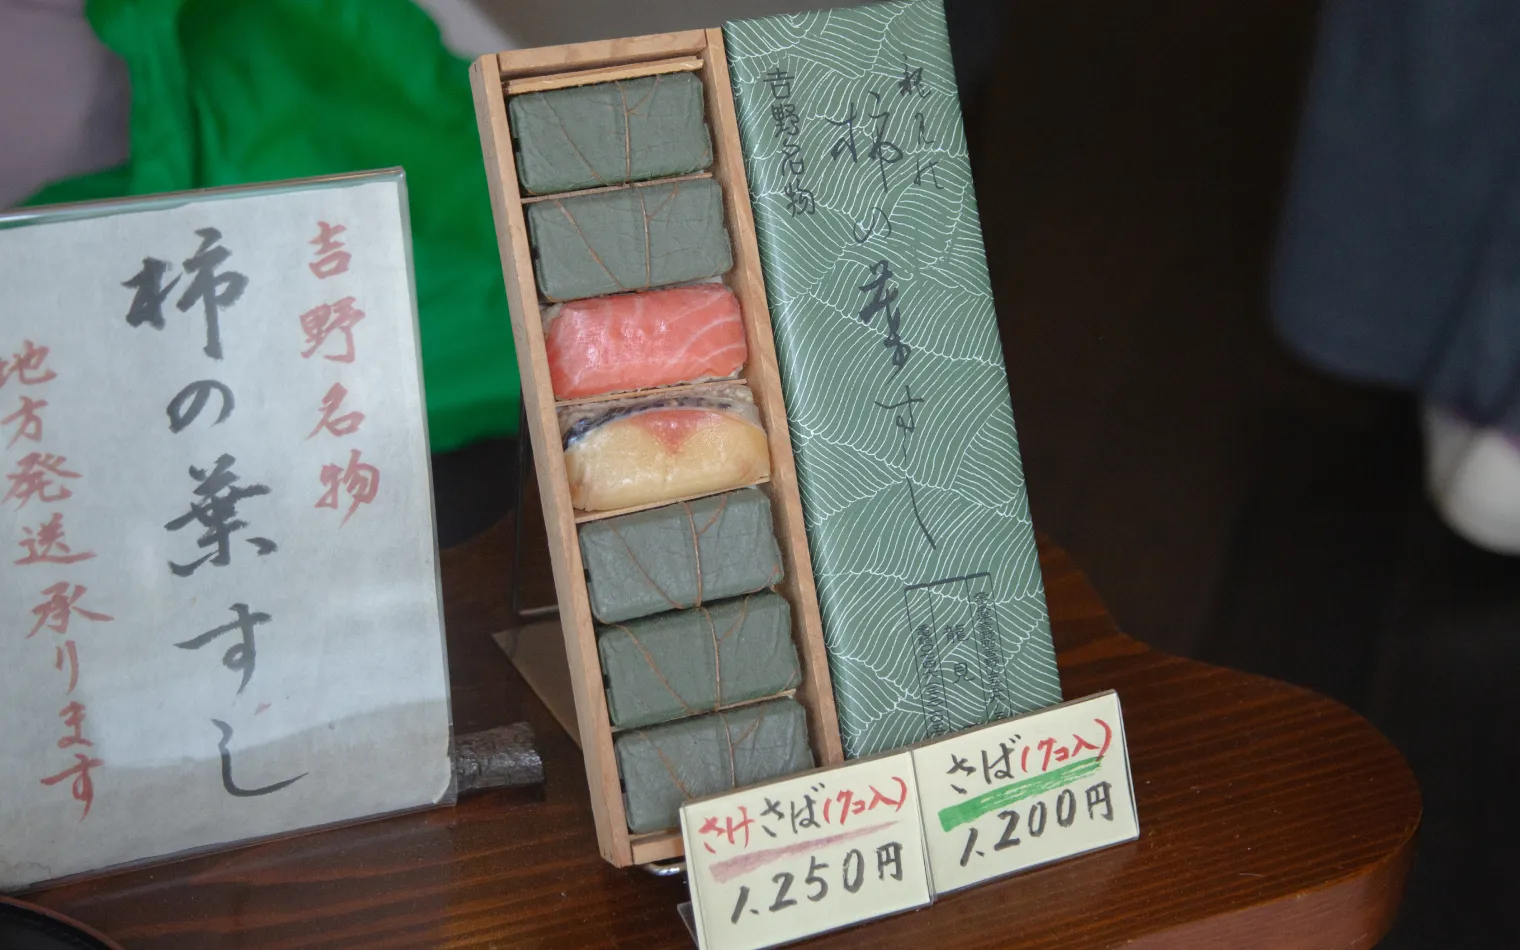 吉野名物
柿の葉すし
地方発送承ります
吉野名物
柿の葉すし
龍見
さけさば(7コ入)
1.250円
さば(7コ入)
1.200円